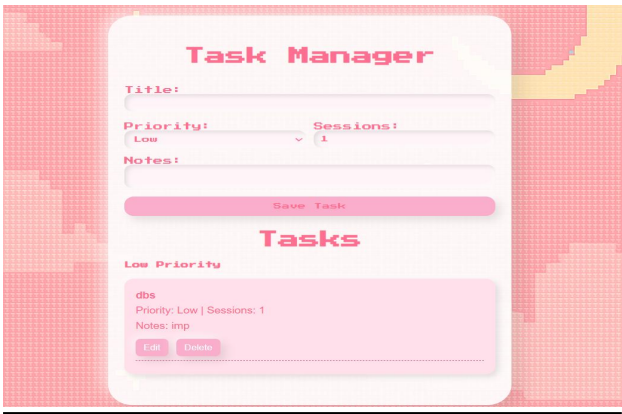 Task Manager
Title:
Priority: Sessions:
Low 1
Notes:
Save Task
Tasks
Low Priority
dbs
Priority: Low | Sessions: 1
Notes: imp
Edit Delete